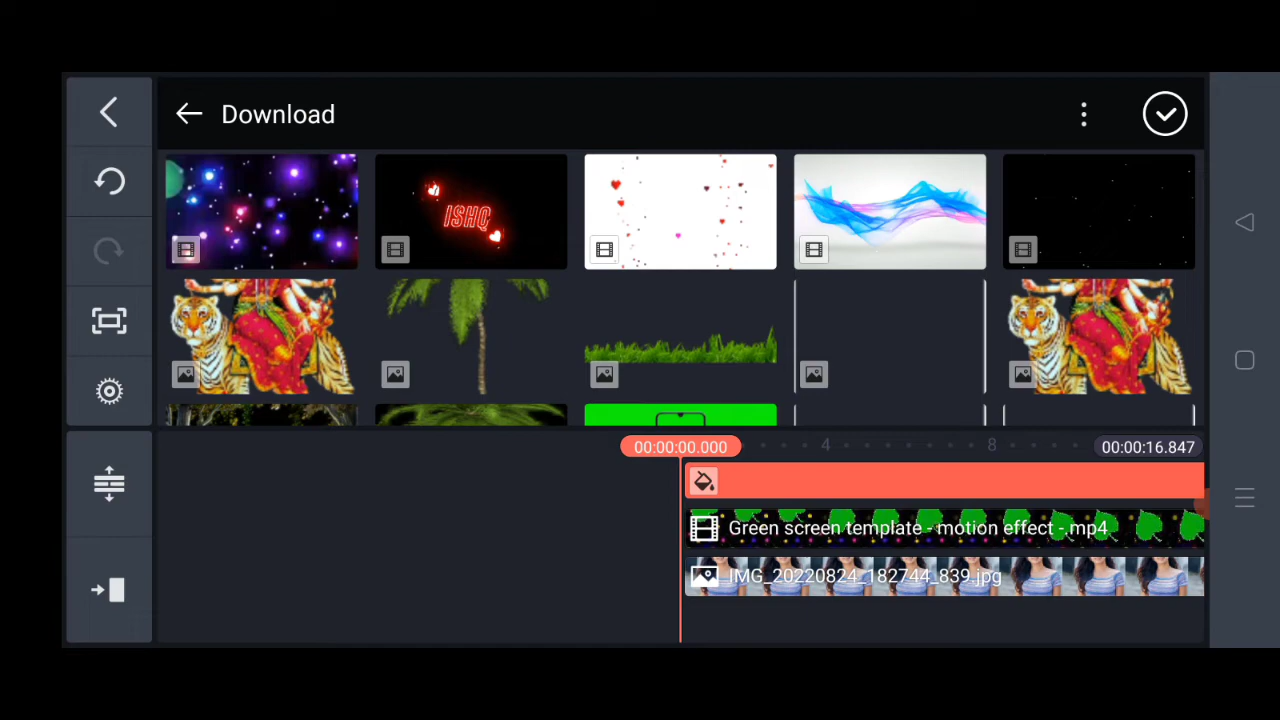 Download
ISHQ
00:00:00.000
4
8
00:00:16.847
Green screen template - motion effect -.mp4
IMG_20220824_182744_839.jpg